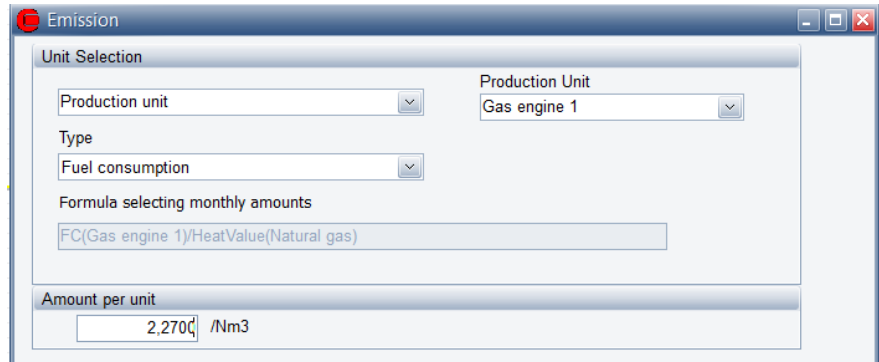 Emission
Unit Selection
Production Unit
Production unit
Gas engine 1
Type
Fuel consumption
Formula selecting monthly amounts
FC(Gas engine 1)/HeatValue(Natural gas)
Amount per unit
2,2700 /Nm3